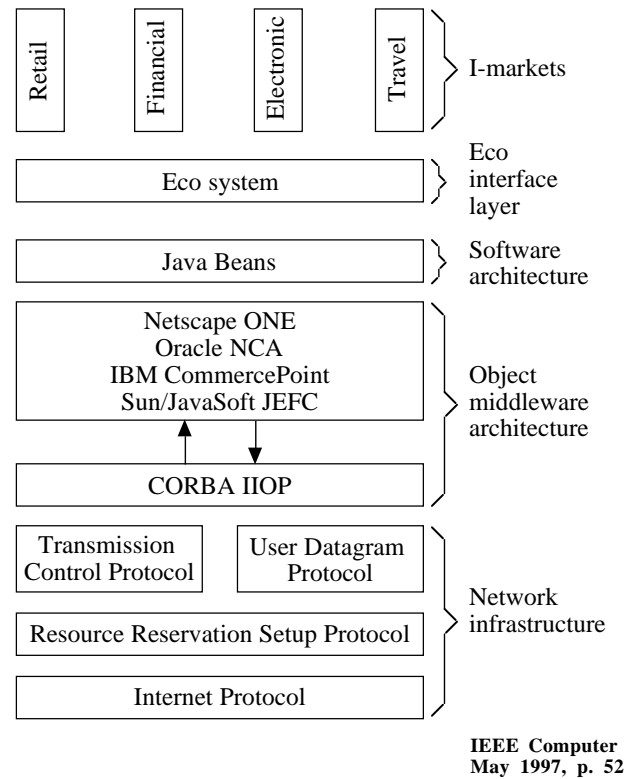 Retail
Financial
Electronic
Travel
I-markets
Eco system
Eco
interface
layer
Java Beans
Software
architecture
Netscape ONE
Oracle NCA
IBM CommercePoint
Sun/JavaSoft JEFC
CORBA IIOP
Object
middleware
architecture
Transmission
Control Protocol
User Datagram
Protocol
Resource Reservation Setup Protocol
Internet Protocol
Network
infrastructure
IEEE Computer
May 1997, p. 52